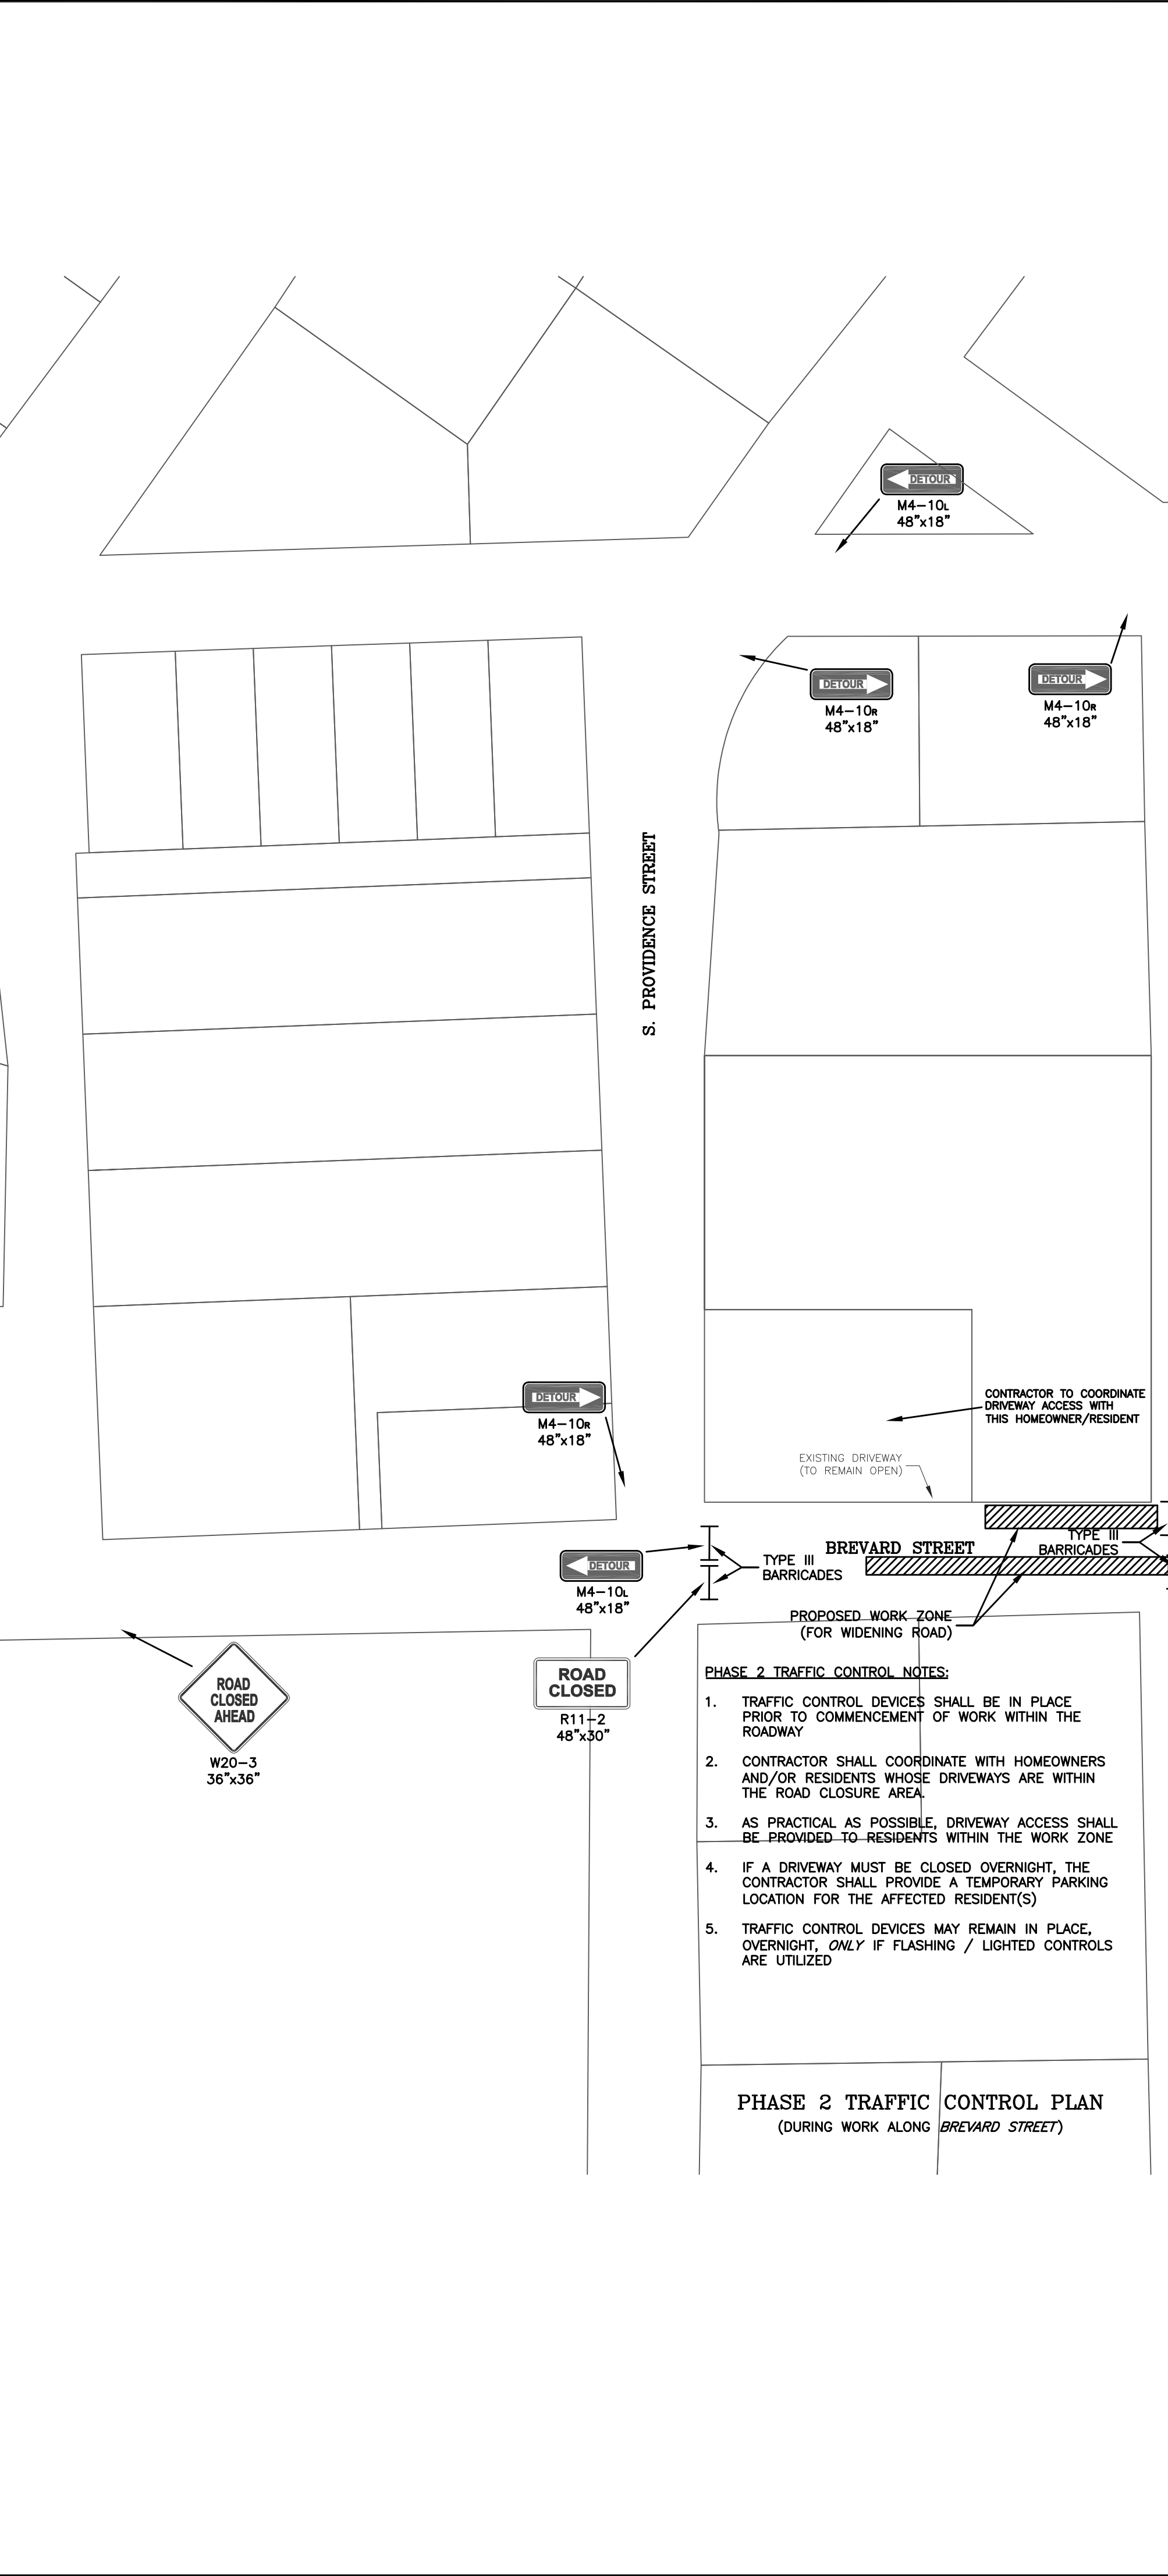 DETOUR
M4-10L
48"x18"
DETOUR
M4-10R
48"x18"
DETOUR
M4-10R
48"x18"
S. PROVIDENCE STREET
DETOUR
M4-10R
48"x18"
CONTRACTOR TO COORDINATE
DRIVEWAY ACCESS WITH
THIS HOMEOWNER/RESIDENT
EXISTING DRIVEWAY
(TO REMAIN OPEN)
BREVARD STREET
TYPE III
BARRICADES
TYPE III
BARRICADES
DETOUR
M4-10L
48"x18"
PROPOSED WORK ZONE
(FOR WIDENING ROAD)
ROAD
CLOSED
AHEAD
W20-3
36"x36"
ROAD
CLOSED
R11-2
48"x30"
PHASE 2 TRAFFIC CONTROL NOTES:
1. TRAFFIC CONTROL DEVICES SHALL BE IN PLACE
PRIOR TO COMMENCEMENT OF WORK WITHIN THE
ROADWAY
2. CONTRACTOR SHALL COORDINATE WITH HOMEOWNERS
AND/OR RESIDENTS WHOSE DRIVEWAYS ARE WITHIN
THE ROAD CLOSURE AREA.
3. AS PRACTICAL AS POSSIBLE, DRIVEWAY ACCESS SHALL
BE PROVIDED TO RESIDENTS WITHIN THE WORK ZONE
4. IF A DRIVEWAY MUST BE CLOSED OVERNIGHT, THE
CONTRACTOR SHALL PROVIDE A TEMPORARY PARKING
LOCATION FOR THE AFFECTED RESIDENT(S)
5. TRAFFIC CONTROL DEVICES MAY REMAIN IN PLACE,
OVERNIGHT, ONLY IF FLASHING / LIGHTED CONTROLS
ARE UTILIZED
PHASE 2 TRAFFIC CONTROL PLAN
(DURING WORK ALONG BREVARD STREET)